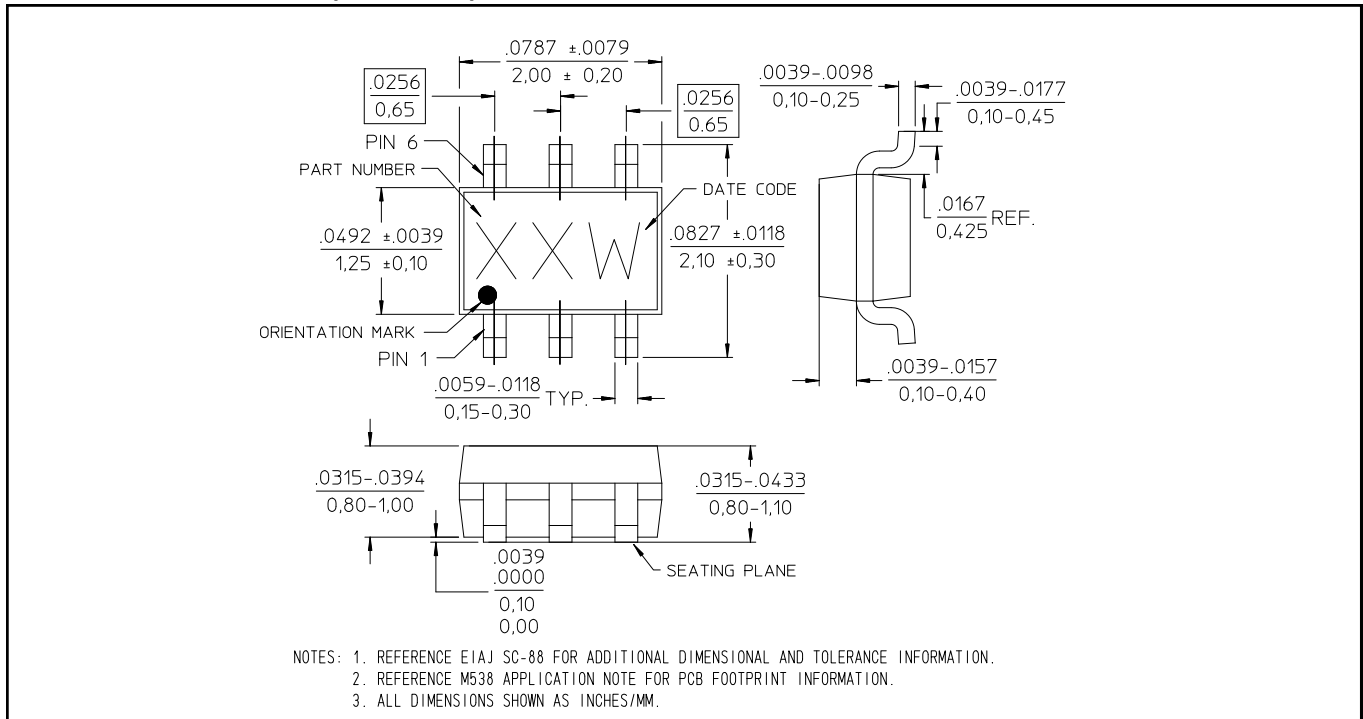 .0787 ±.0079
2,00 ± 0,20
.0256
0,65
.0256
0.65
.0039-.0098
0,10-0,25
.0039-.0177
0,10-0,45
PIN 6
PART NUMBER
DATE CODE
.0167
0,425
REF.
.0492 ±.0039
1,25 ±0,10
XXW
.0827 ±.0118
2,10 ±0,30
ORIENTATION MARK
PIN 1
.0059-.0118
0,15-0,30
TYP.
.0039-.0157
0,10-0,40
.0315-.0394
0,80-1,00
.0315-.0433
0,80-1,10
.0039
.0000
0,10
0,00
SEATING PLANE
NOTES: 1. REFERENCE EIAJ SC-88 FOR ADDITIONAL DIMENSIONAL AND TOLERANCE INFORMATION.
2. REFERENCE M538 APPLICATION NOTE FOR PCB FOOTPRINT INFORMATION.
3. ALL DIMENSIONS SHOWN AS INCHES/MM.